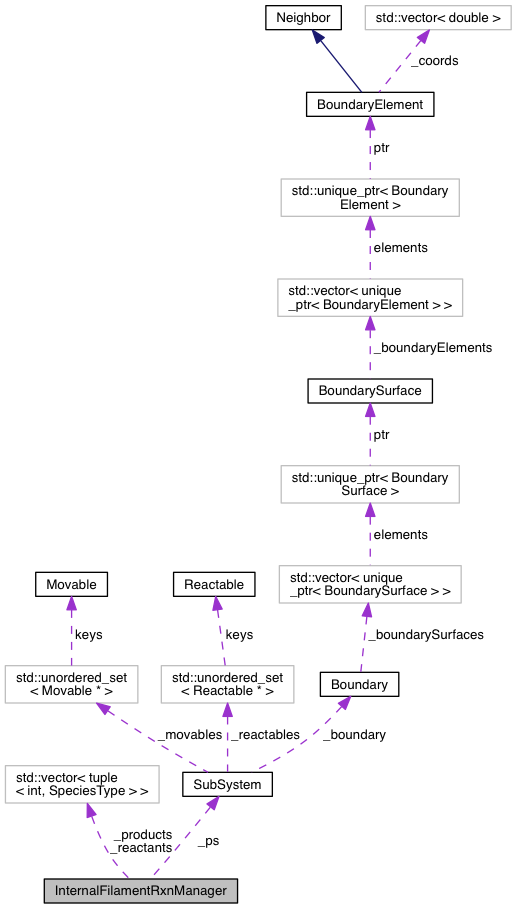 Neighbor
std::vector< double >
_coords
BoundaryElement
ptr
std::unique_ptr< Boundary
Element >
elements
std::vector< unique
_ptr< BoundaryElement > >
_boundaryElements
BoundarySurface
ptr
std::unique_ptr< Boundary
Surface >
elements
Movable
Reactable
std::vector< unique
_ptr< BoundarySurface > >
keys
keys
_boundarySurfaces
std::unordered_set
< Movable * >
std::unordered_set
< Reactable * >
Boundary
_movables
_reactables
_boundary
std::vector< tuple
< int, SpeciesType > >
SubSystem
_products
_reactants
_ps
InternalFilamentRxnManager